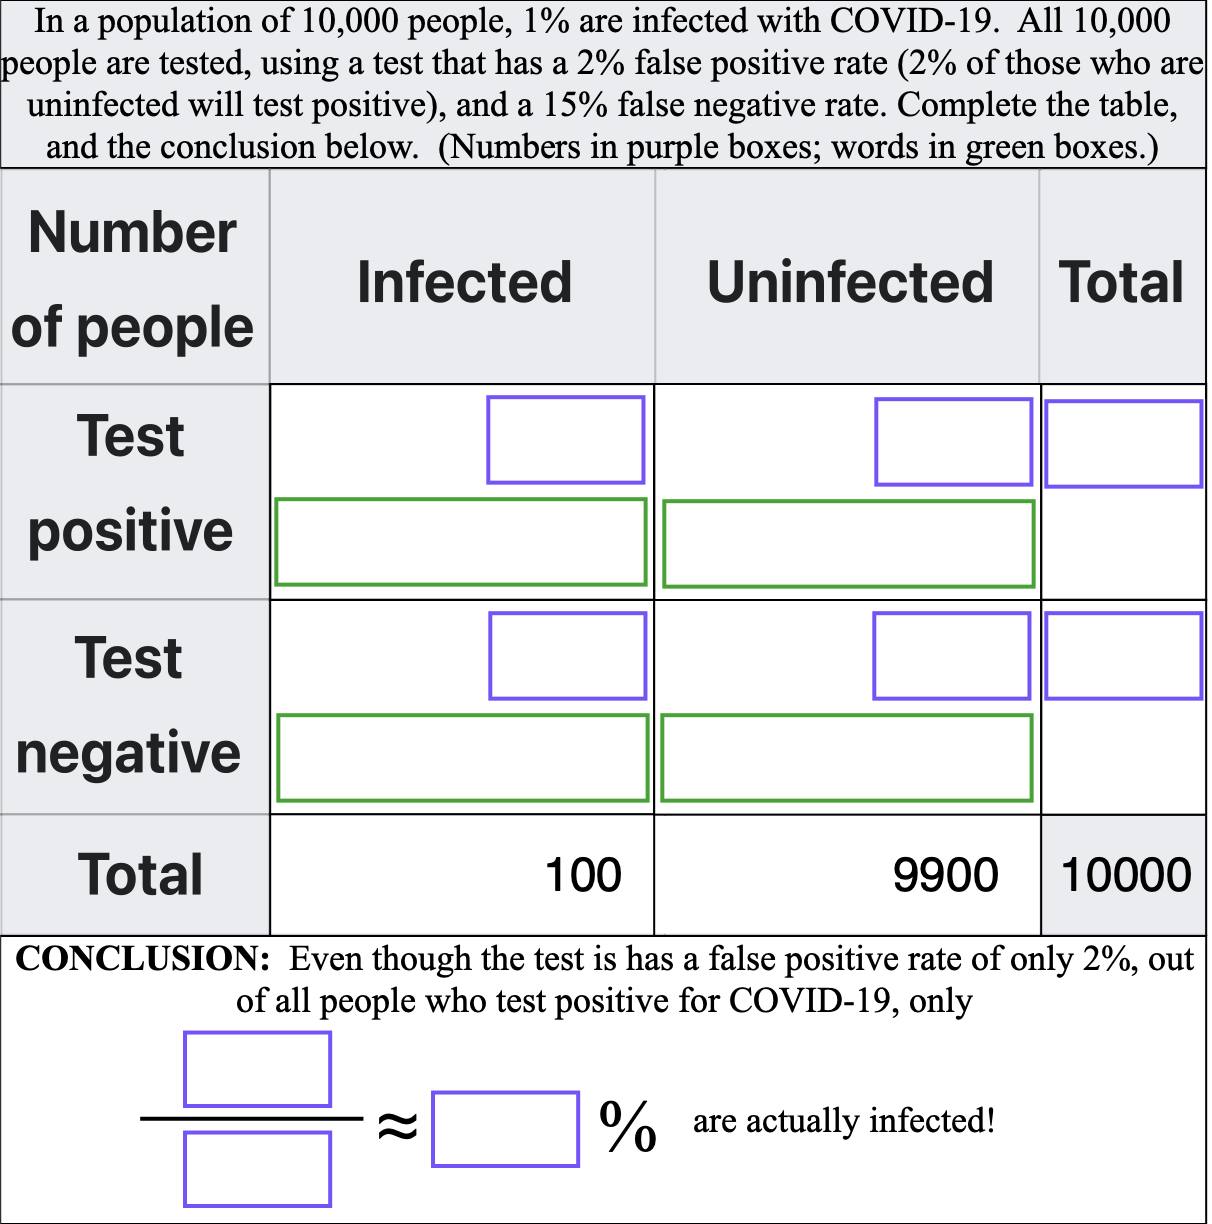 In a population of 10,000 people, 1% are infected with COVID-19.  All 10,000
people are tested, using a test that has a 2% false positive rate (2% of those who are
uninfected will test positive), and a 15% false negative rate. Complete the table,
and the conclusion below.  (Numbers in purple boxes; words in green boxes.)
Number
of people
Infected
Uninfected
Total
Test
positive
Test
negative
Total
100
9900
10000
CONCLUSION:  Even though the test is has a false positive rate of only 2%, out
of all people who test positive for COVID-19, only
≈ % are actually infected!